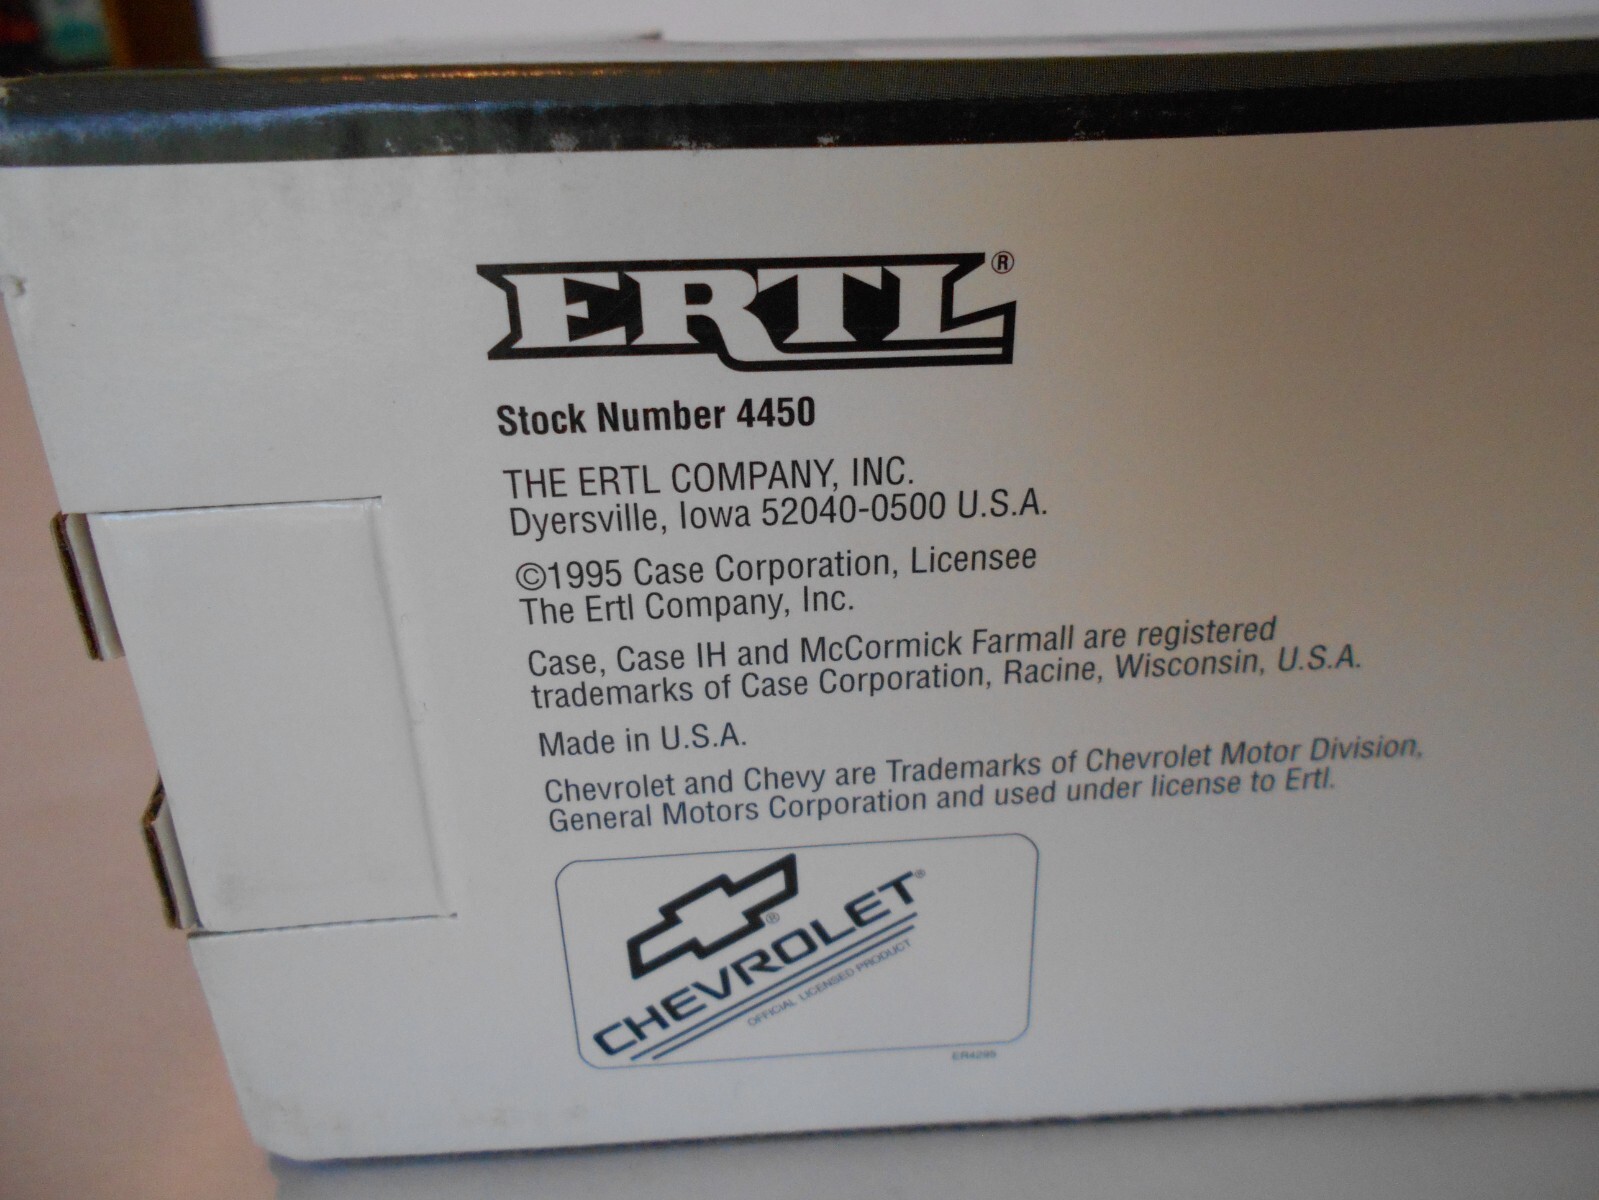 ERTL®
Stock Number 4450
THE ERTL COMPANY, INC.
Dyersville, Iowa 52040-0500 U.S.A.
©1995 Case Corporation, Licensee
The Ertl Company, Inc.
Case, Case IH and McCormick Farmall are registered
trademarks of Case Corporation, Racine, Wisconsin, U.S.A.
Made in U.S.A.
Chevrolet and Chevy are Trademarks of Chevrolet Motor Division,
General Motors Corporation and used under license to Ertl.
®
CHEVROLET®
OFFICIAL LICENSED PRODUCT